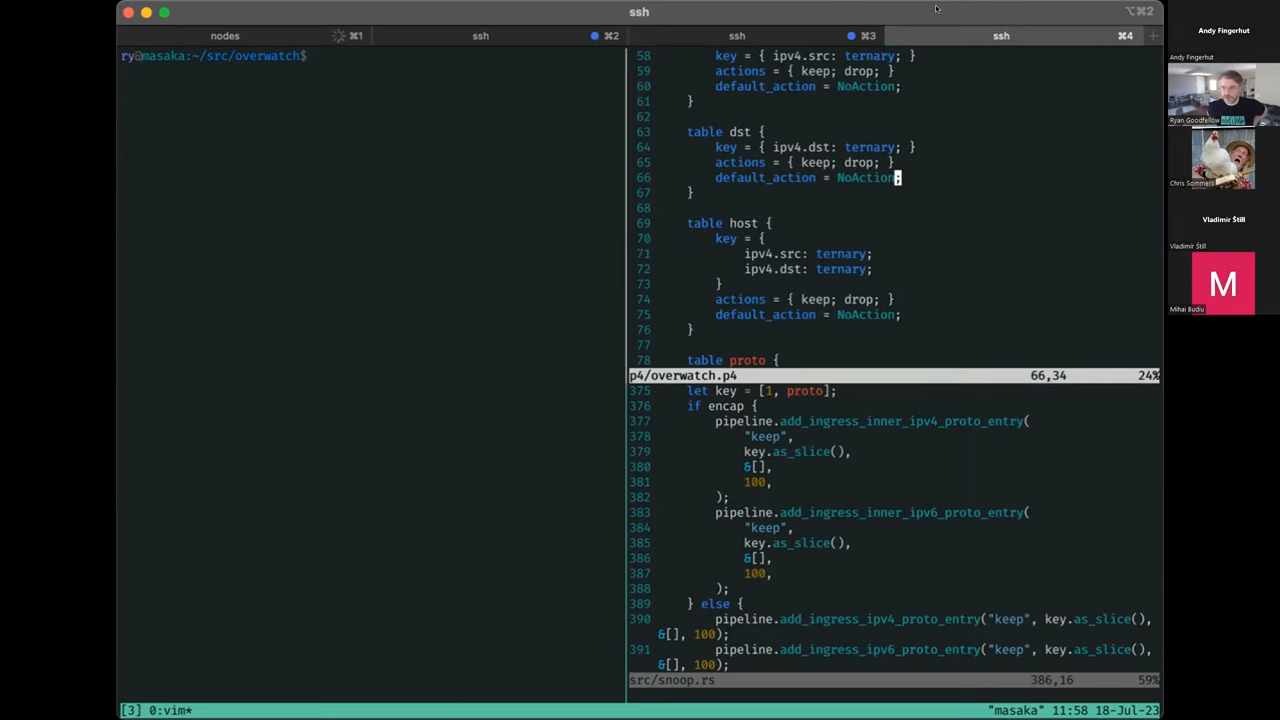 ssh
⌥⌘2
nodes ⌘1
ssh ⌘2
ssh ⌘3
ssh ⌘4
ry@masaka:~/src/overwatch$
58 key = { ipv4.src: ternary; }
59 actions = { keep; drop; }
60 default_action = NoAction;
61 }
62
63 table dst {
64 key = { ipv4.dst: ternary; }
65 actions = { keep; drop; }
66 default_action = NoAction;
67 }
68
69 table host {
70 key = {
71 ipv4.src: ternary;
72 ipv4.dst: ternary;
73 }
74 actions = { keep; drop; }
75 default_action = NoAction;
76 }
77
78 table proto {
p4/overwatch.p4 66,34 24%
375 let key = [1, proto];
376 if encap {
377 pipeline.add_ingress_inner_ipv4_proto_entry(
378 "keep",
379 key.as_slice(),
380 &[],
381 100,
382 );
383 pipeline.add_ingress_inner_ipv6_proto_entry(
384 "keep",
385 key.as_slice(),
386 &[],
387 100,
388 );
389 } else {
390 pipeline.add_ingress_ipv4_proto_entry("keep", key.as_slice(),
&[], 100);
391 pipeline.add_ingress_ipv6_proto_entry("keep", key.as_slice(),
&[], 100);
src/snoop.rs 386,16 59%
[3] 0:vim* "masaka" 11:58 18-Jul-23
Andy Fingerhut
Andy Fingerhut
Ryan Goodfellow
Chris Sommers
Vladimír Štill
Vladimír Štill
M
Mihai Budiu